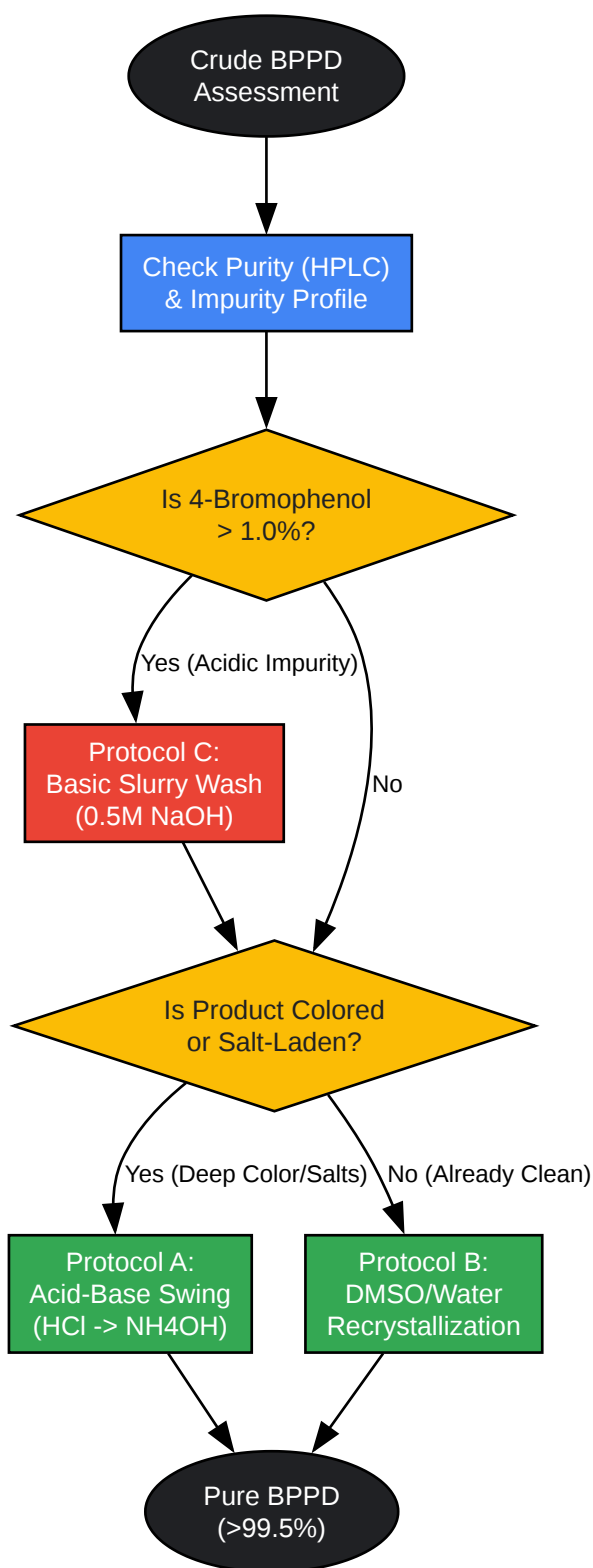 Crude BPPD
Assessment
Check Purity (HPLC)
& Impurity Profile
Is 4-Bromophenol
> 1.0%?
Yes (Acidic Impurity)
Protocol C:
Basic Slurry Wash
(0.5M NaOH)
No
Is Product Colored
or Salt-Laden?
Yes (Deep Color/Salts)
No (Already Clean)
Protocol A:
Acid-Base Swing
(HCl -> NH4OH)
Protocol B:
DMSO/Water
Recrystallization
Pure BPPD
(>99.5%)